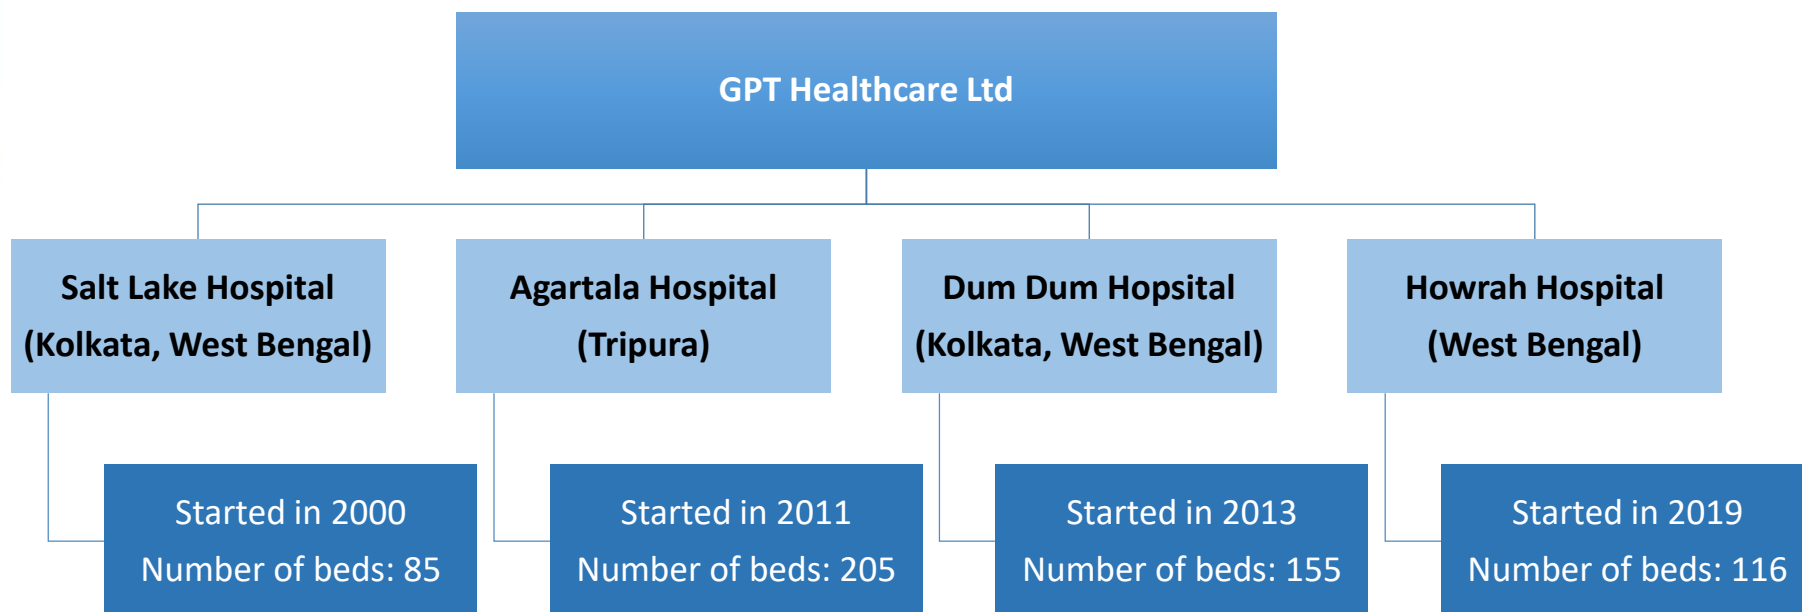 GPT Healthcare Ltd
Salt Lake Hospital
(Kolkata, West Bengal)
Started in 2000
Number of beds: 85
Agartala Hospital
(Tripura)
Started in 2011
Number of beds: 205
Dum Dum Hopsital
(Kolkata, West Bengal)
Started in 2013
Number of beds: 155
Howrah Hospital
(West Bengal)
Started in 2019
Number of beds: 116